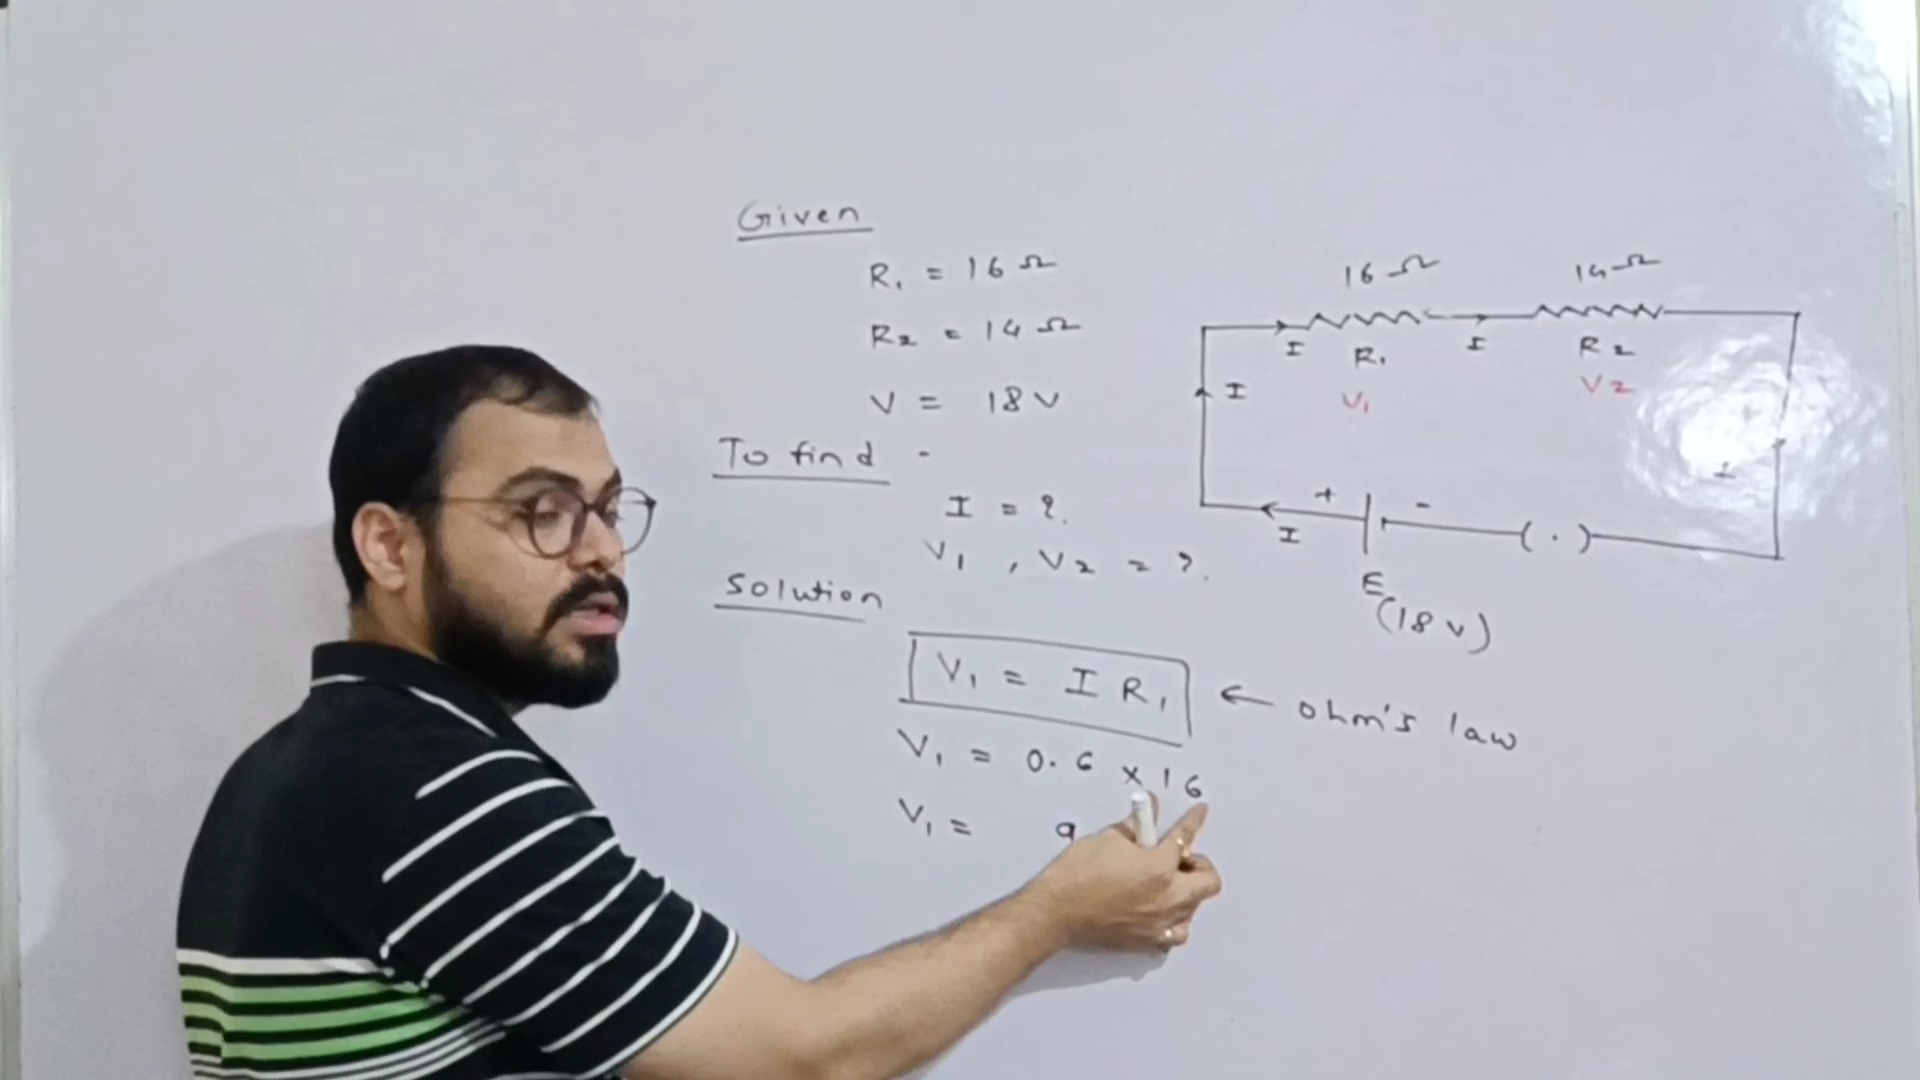 Given
R₁ = 16 Ω
R₂ = 14 Ω
V = 18 V
To find -
I = ?.
V₁ , V₂ = ?.
Solution
V₁ = I R₁ ← ohm's law
V₁ = 0.6 × 16
V₁ = 9
16 Ω 14 Ω
I R₁ I R₂
I V₁ V₂
I
+ -
I ( . )
E
(18 V)